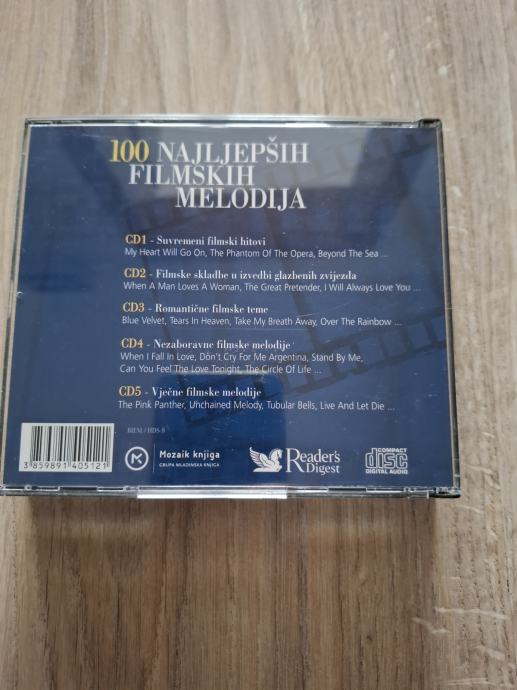 100 NAJLJEPŠIH
FILMSKIH
MELODIJA
CD1 - Suvremeni filmski hitovi
My Heart Will Go On, The Phantom Of The Opera, Beyond The Sea ...
CD2 - Filmske skladbe u izvedbi glazbenih zvijezda
When A Man Loves A Woman, The Great Pretender, I Will Always Love You ...
CD3 - Romantične filmske teme
Blue Velvet, Tears In Heaven, Take My Breath Away, Over The Rainbow ...
CD4 - Nezaboravne filmske melodije
When I Fall In Love, Don't Cry For Me Argentina, Stand By Me,
Can You Feel The Love Tonight, The Circle Of Life ...
CD5 - Vječne filmske melodije
The Pink Panther, Unchained Melody, Tubular Bells, Live And Let Die ...
3 859891 405121
Mozaik knjiga
GRUPA MLADINSKA KNJIGA
Reader's
Digest
COMPACT
disc
DIGITAL AUDIO